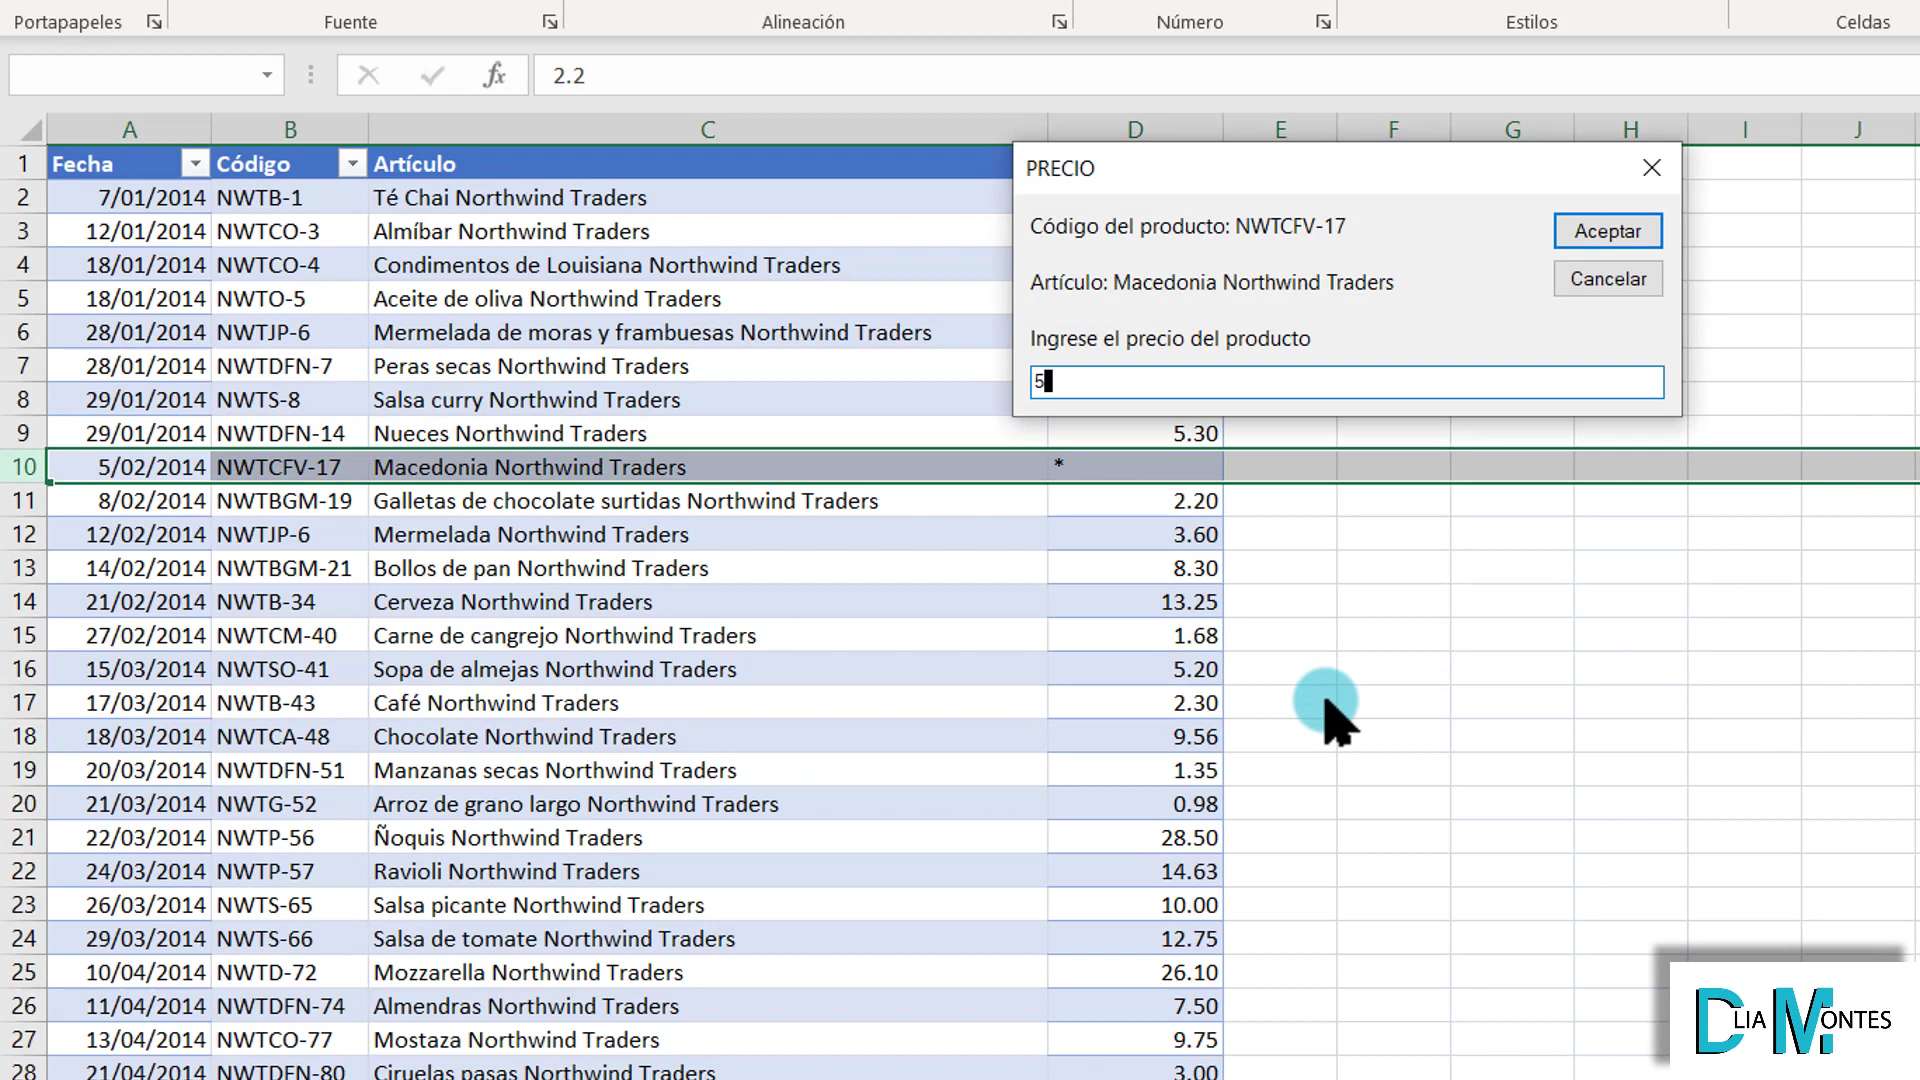 Portapapeles Fuente Alineación Número Estilos Celdas
fx 2.2
A B C D E F G H I J
1 Fecha Código Artículo
2 7/01/2014 NWTB-1 Té Chai Northwind Traders
3 12/01/2014 NWTCO-3 Almíbar Northwind Traders
4 18/01/2014 NWTCO-4 Condimentos de Louisiana Northwind Traders
5 18/01/2014 NWTO-5 Aceite de oliva Northwind Traders
6 28/01/2014 NWTJP-6 Mermelada de moras y frambuesas Northwind Traders
7 28/01/2014 NWTDFN-7 Peras secas Northwind Traders
8 29/01/2014 NWTS-8 Salsa curry Northwind Traders
9 29/01/2014 NWTDFN-14 Nueces Northwind Traders 5.30
10 5/02/2014 NWTCFV-17 Macedonia Northwind Traders *
11 8/02/2014 NWTBGM-19 Galletas de chocolate surtidas Northwind Traders 2.20
12 12/02/2014 NWTJP-6 Mermelada Northwind Traders 3.60
13 14/02/2014 NWTBGM-21 Bollos de pan Northwind Traders 8.30
14 21/02/2014 NWTB-34 Cerveza Northwind Traders 13.25
15 27/02/2014 NWTCM-40 Carne de cangrejo Northwind Traders 1.68
16 15/03/2014 NWTSO-41 Sopa de almejas Northwind Traders 5.20
17 17/03/2014 NWTB-43 Café Northwind Traders 2.30
18 18/03/2014 NWTCA-48 Chocolate Northwind Traders 9.56
19 20/03/2014 NWTDFN-51 Manzanas secas Northwind Traders 1.35
20 21/03/2014 NWTG-52 Arroz de grano largo Northwind Traders 0.98
21 22/03/2014 NWTP-56 Ñoquis Northwind Traders 28.50
22 24/03/2014 NWTP-57 Ravioli Northwind Traders 14.63
23 26/03/2014 NWTS-65 Salsa picante Northwind Traders 10.00
24 29/03/2014 NWTS-66 Salsa de tomate Northwind Traders 12.75
25 10/04/2014 NWTD-72 Mozzarella Northwind Traders 26.10
26 11/04/2014 NWTDFN-74 Almendras Northwind Traders 7.50
27 13/04/2014 NWTCO-77 Mostaza Northwind Traders 9.75
28 21/04/2014 NWTDFN-80 Ciruelas pasas Northwind Traders 3.00
PRECIO
Código del producto: NWTCFV-17
Aceptar
Artículo: Macedonia Northwind Traders
Cancelar
Ingrese el precio del producto
5
DLIA MONTES